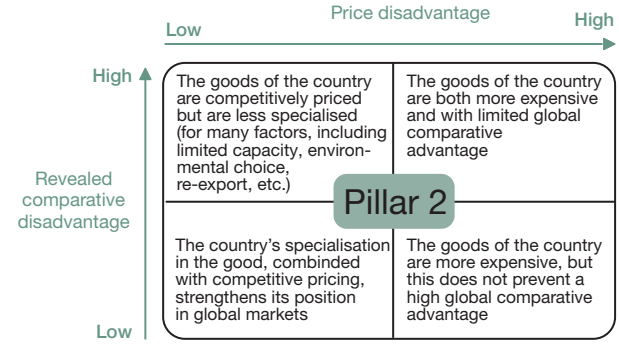 Price disadvantage
Low
High
High
Revealed
comparative
disadvantage
Low
The goods of the country
are competitively priced
but are less specialised
(for many factors, including
limited capacity, environ-
mental choice,
re-export, etc.)
The goods of the country
are both more expensive
and with limited global
comparative
advantage
Pillar 2
The country's specialisation
in the good, combinded
with competitive pricing,
strengthens its position
in global markets
The goods of the country
are more expensive, but
this does not prevent a
high global comparative
advantage